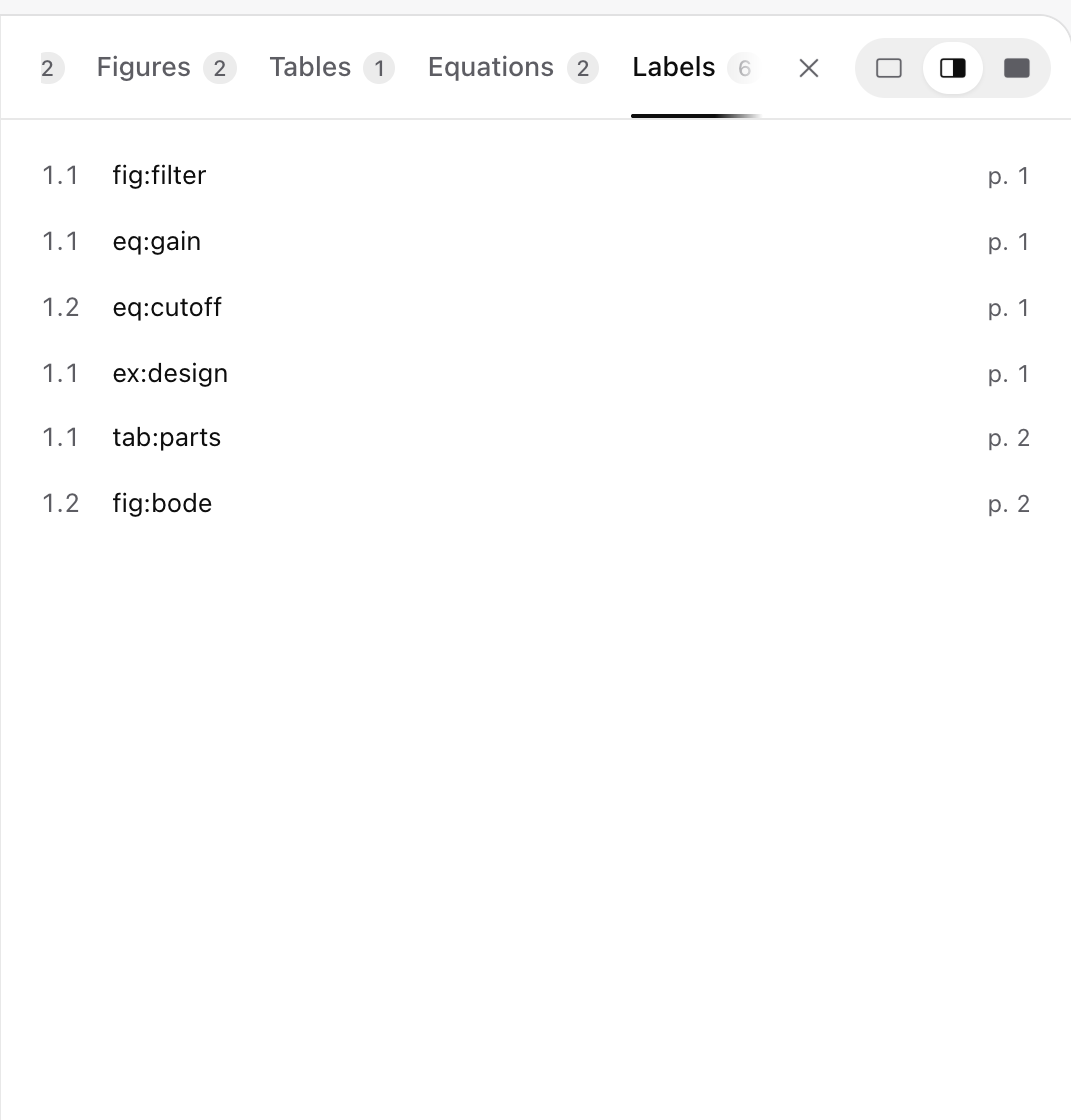 2 Figures 2 Tables 1 Equations 2 Labels 6
1.1 fig:filter p. 1
1.1 eq:gain p. 1
1.2 eq:cutoff p. 1
1.1 ex:design p. 1
1.1 tab:parts p. 2
1.2 fig:bode p. 2